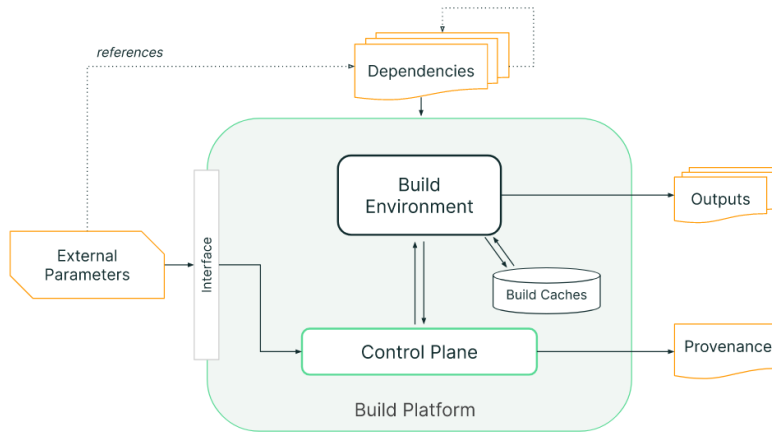 references
Dependencies
Build
Environment
Outputs
External
Parameters
Interface
Build Caches
Control Plane
Provenance
Build Platform